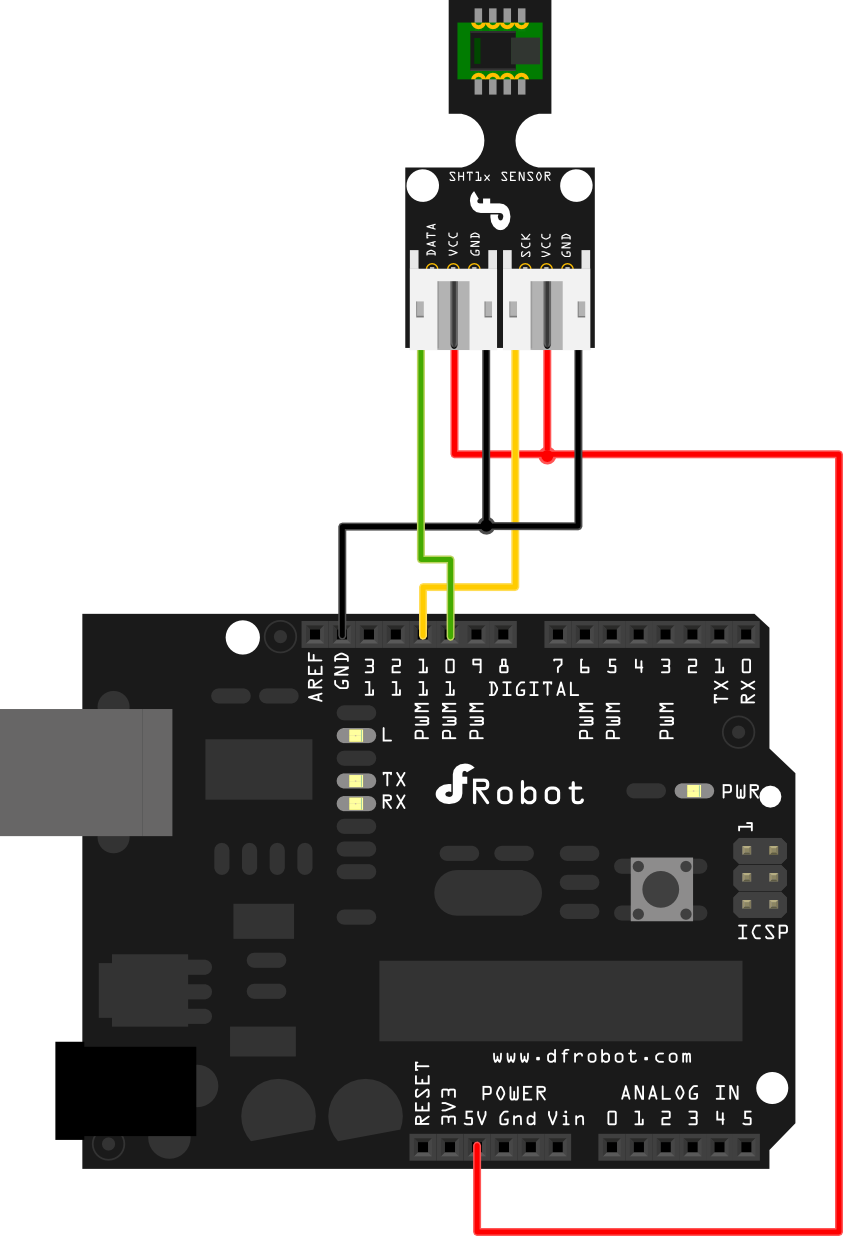 SHT1x SENSOR
DATA VCC GND SCK VCC GND
AREF GND 13 12 11 10 9 8 7 6 5 4 3 2 1 0
DIGITAL
TX RX
PWM PWM PWM PWM PWM PWM
L
TX
RX
dfRobot
PWR
1
ICSP
www.dfrobot.com
POWER ANALOG IN
RESET 3V3 5V Gnd Vin 0 1 2 3 4 5